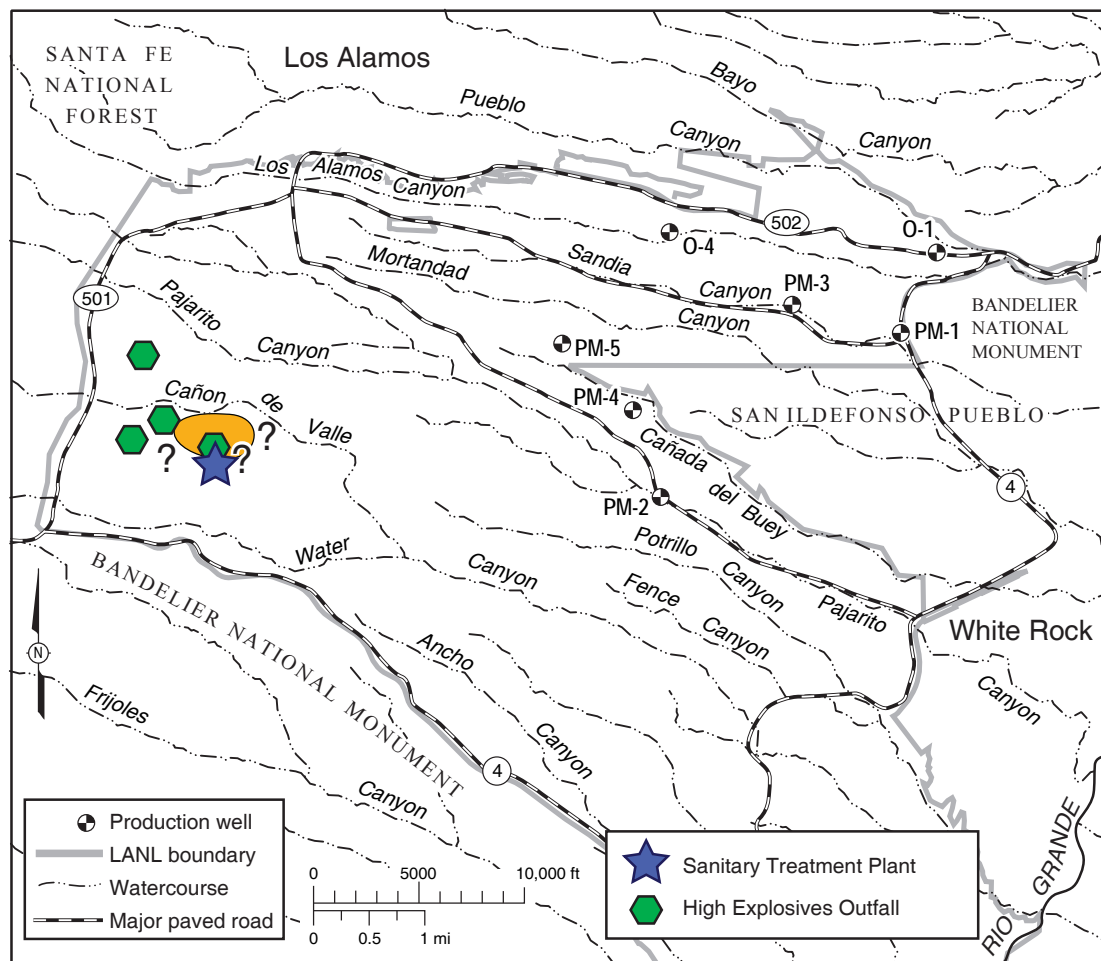 SANTA FE
NATIONAL
FOREST
Los Alamos
Bayo
Canyon
Pueblo
Canyon
Canyon
Los Alamos Canyon
502
O-1
O-4
Sandia
Canyon
Mortandad
Canyon
PM-3
PM-1
BANDELIER
NATIONAL
MONUMENT
501
Pajarito
Canyon
PM-5
PM-4
SAN ILDEFONSO PUEBLO
Cañon de Valle
?
?
?
Cañada del Buey
4
PM-2
Water
Canyon
Potrillo
Canyon
Fence
Canyon
Pajarito
White Rock
Canyon
BANDELIER NATIONAL MONUMENT
N
Ancho
Canyon
Frijoles
Canyon
4
RIO GRANDE
Production well
LANL boundary
Watercourse
Major paved road
0 5000 10,000 ft
0 0.5 1 mi
Sanitary Treatment Plant
High Explosives Outfall